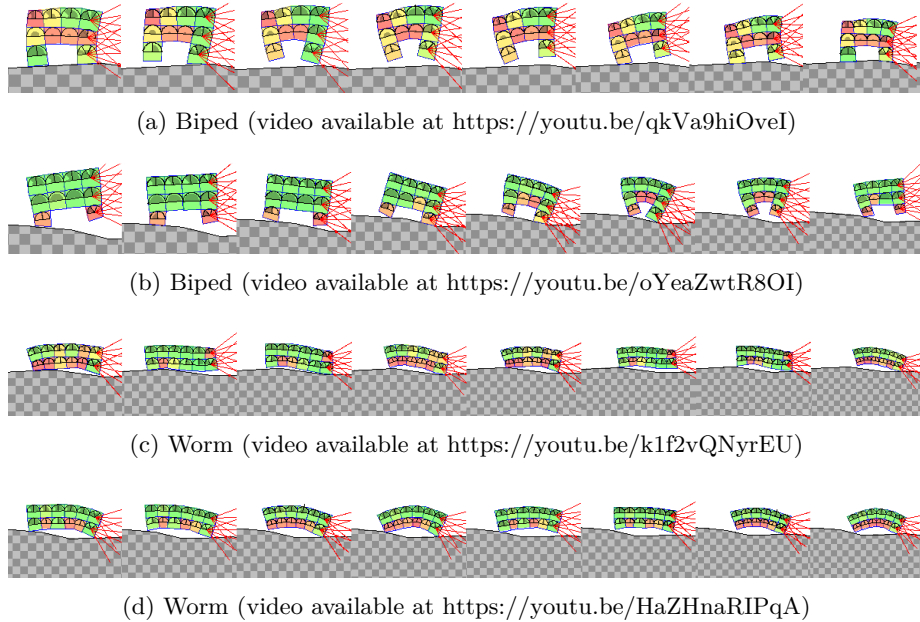 (a) Biped (video available at https://youtu.be/qkVa9hiOveI)
(b) Biped (video available at https://youtu.be/oYeaZwtR8OI)
(c) Worm (video available at https://youtu.be/k1f2vQNyrEU)
(d) Worm (video available at https://youtu.be/HaZHnaRIPqA)